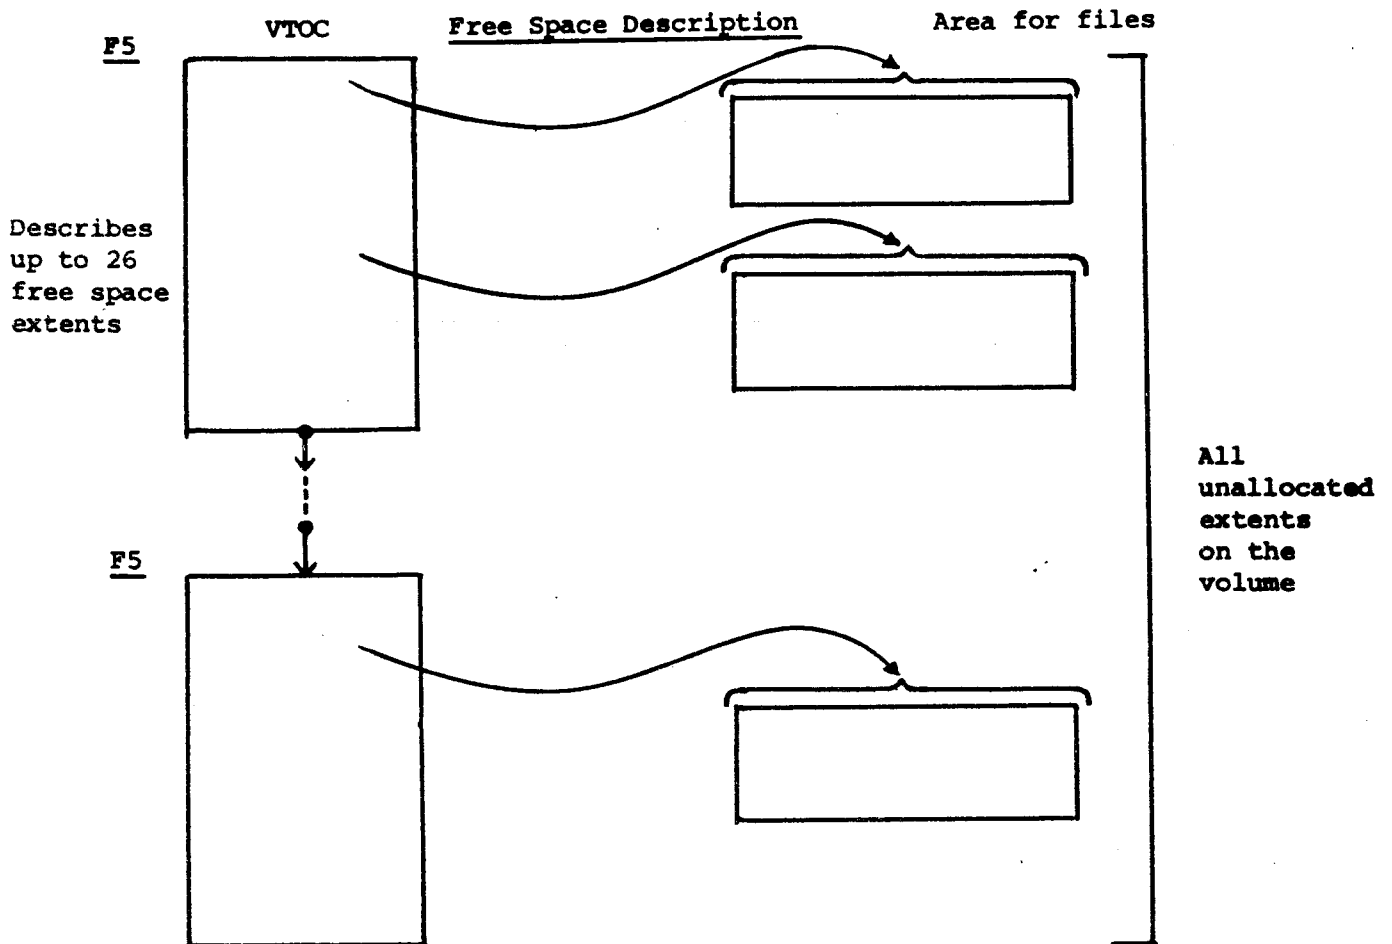 VTOC
Free Space Description
Area for files
F5
Describes
up to 26
free space
extents
All
unallocated
extents
on the
volume
F5